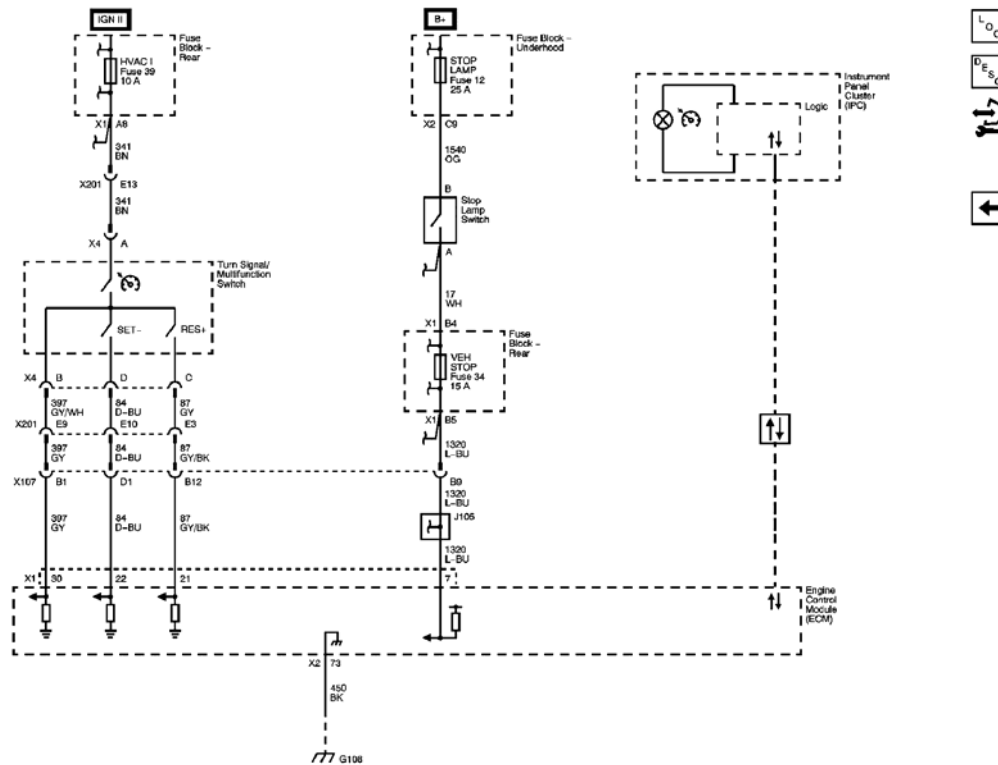 IGN II
Fuse
Block –
Rear
HVAC I
Fuse 39
10 A
X1 A8
341
BN
X201 E13
341
BN
X4 A
Turn Signal/
Multifunction
Switch
SET–
RES+
X4 B D C
397
GY/WH
84
D–BU
87
GY
X201 E9 E10 E3
397
GY
84
D–BU
87
GY/BK
X107 B1 D1 B12
397
GY
84
D–BU
87
GY/BK
X1 30 22 21
B+
Fuse Block –
Underhood
STOP
LAMP
Fuse 12
25 A
X2 C9
1540
OG
B
Stop
Lamp
Switch
A
17
WH
X1 B4
Fuse
Block –
Rear
VEH
STOP
Fuse 34
15 A
X1 B5
1320
L–BU
B9
1320
L–BU
J106
1320
L–BU
7
Instrument
Panel
Cluster
(IPC)
Logic
Engine
Control
Module
(ECM)
X2 73
450
BK
G108